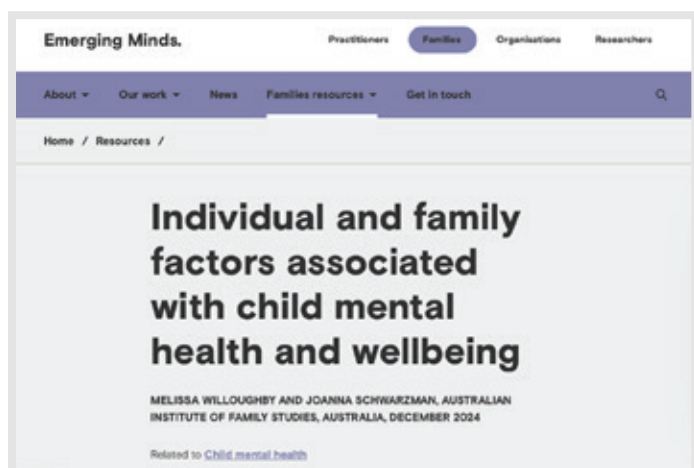 Emerging Minds.
Practitioners Families Organisations Researchers
About Our work News Families resources Get in touch
Home / Resources /
Individual and family
factors associated
with child mental
health and wellbeing
MELISSA WILLOUGHBY AND JOANNA SCHWARZMAN, AUSTRALIAN
INSTITUTE OF FAMILY STUDIES, AUSTRALIA, DECEMBER 2024
Related to Child mental health